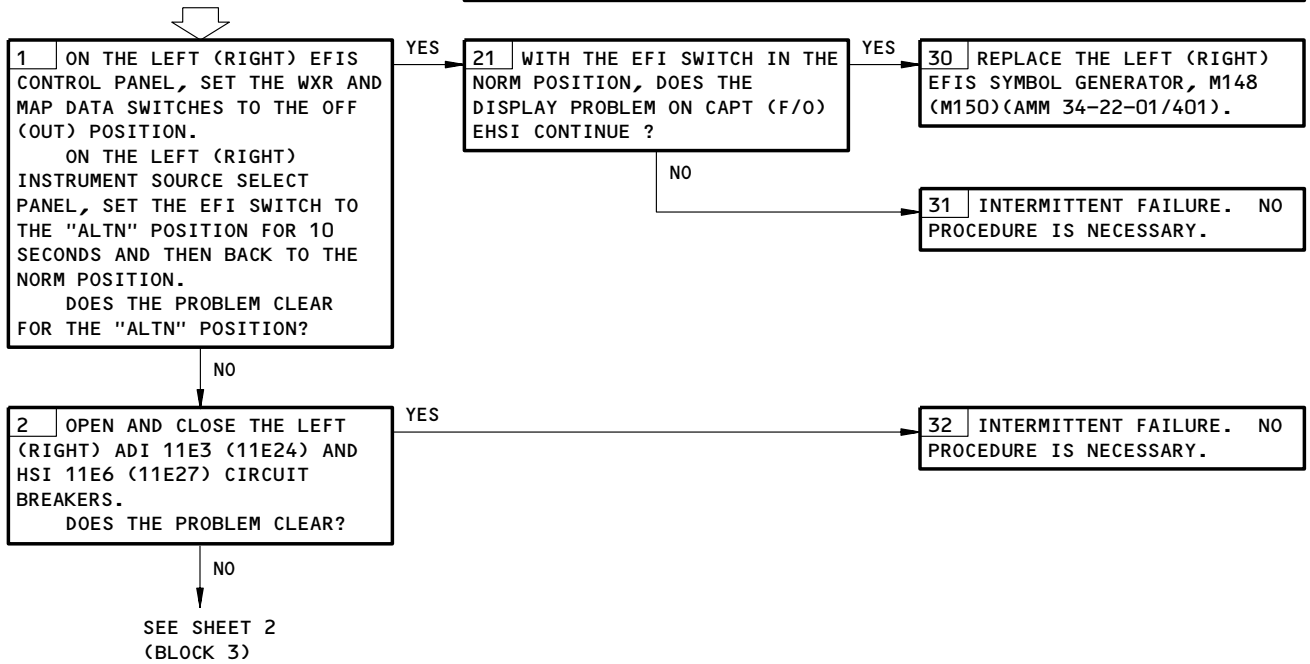 1 ON THE LEFT (RIGHT) EFIS
CONTROL PANEL, SET THE WXR AND
MAP DATA SWITCHES TO THE OFF
(OUT) POSITION.
ON THE LEFT (RIGHT)
INSTRUMENT SOURCE SELECT
PANEL, SET THE EFI SWITCH TO
THE "ALTN" POSITION FOR 10
SECONDS AND THEN BACK TO THE
NORM POSITION.
DOES THE PROBLEM CLEAR
FOR THE "ALTN" POSITION?
YES
21 WITH THE EFI SWITCH IN THE
NORM POSITION, DOES THE
DISPLAY PROBLEM ON CAPT (F/O)
EHSI CONTINUE ?
YES
30 REPLACE THE LEFT (RIGHT)
EFIS SYMBOL GENERATOR, M148
(M150)(AMM 34-22-01/401).
NO
31 INTERMITTENT FAILURE. NO
PROCEDURE IS NECESSARY.
NO
2 OPEN AND CLOSE THE LEFT
(RIGHT) ADI 11E3 (11E24) AND
HSI 11E6 (11E27) CIRCUIT
BREAKERS.
DOES THE PROBLEM CLEAR?
YES
32 INTERMITTENT FAILURE. NO
PROCEDURE IS NECESSARY.
NO
SEE SHEET 2
(BLOCK 3)